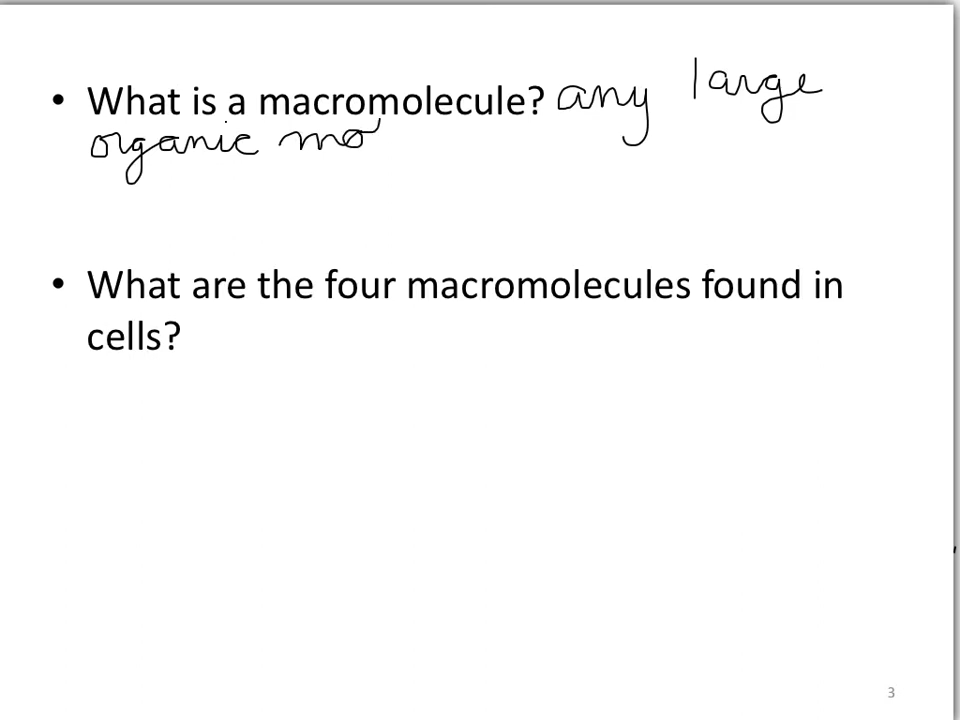 • What is a macromolecule? any large
organic mo
• What are the four macromolecules found in
cells?
3